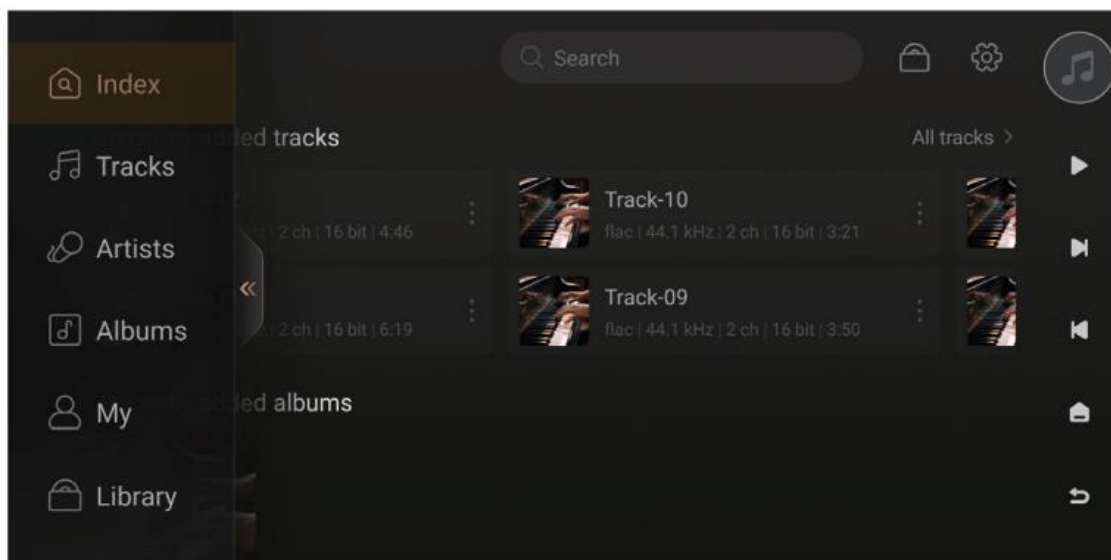 Index
Tracks
Artists
Albums
My
Library
Search
added tracks
All tracks >
2 ch | 16 bit | 4:46
Track-10
flac | 44.1 kHz | 2 ch | 16 bit | 3:21
2 ch | 16 bit | 6:19
Track-09
flac | 44.1 kHz | 2 ch | 16 bit | 3:50
added albums